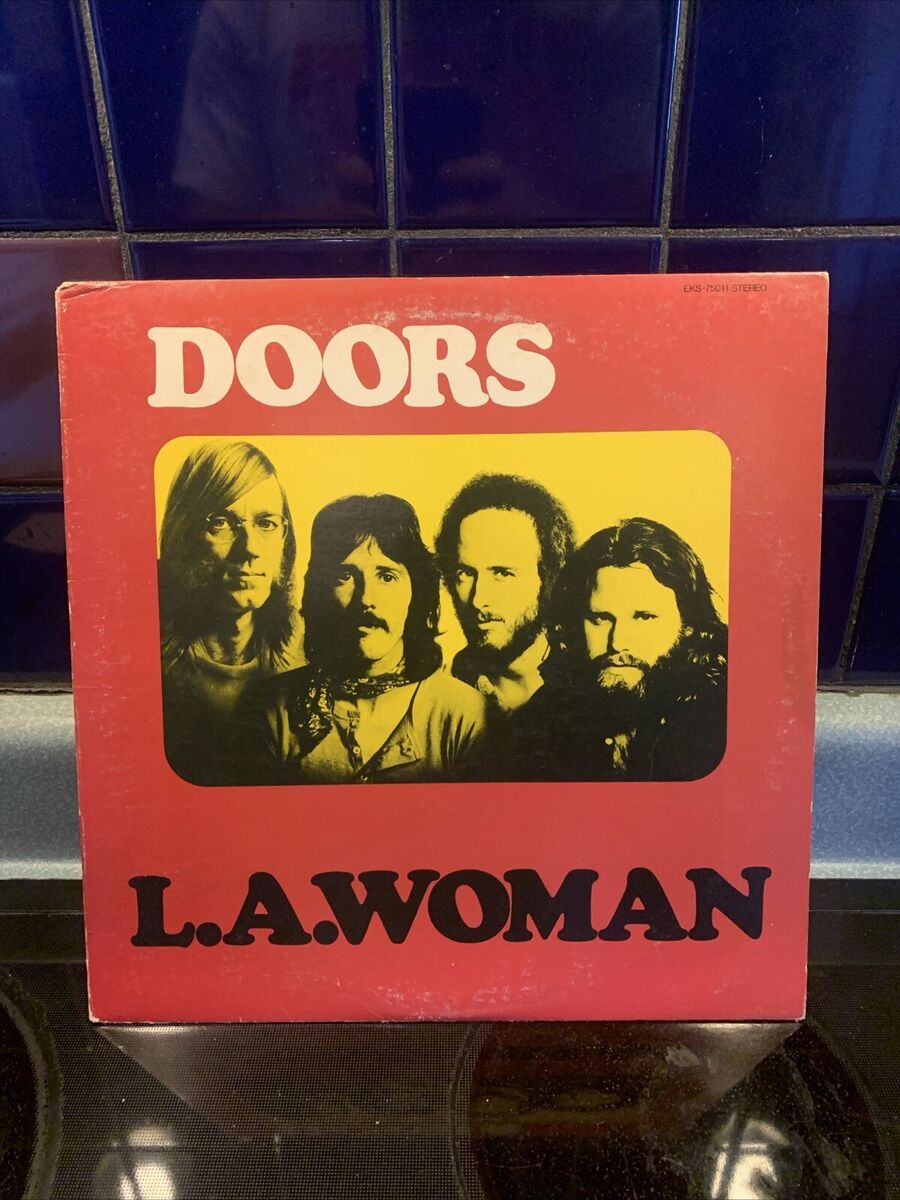 EKS-75011 STEREO
DOORS
L.A.WOMAN